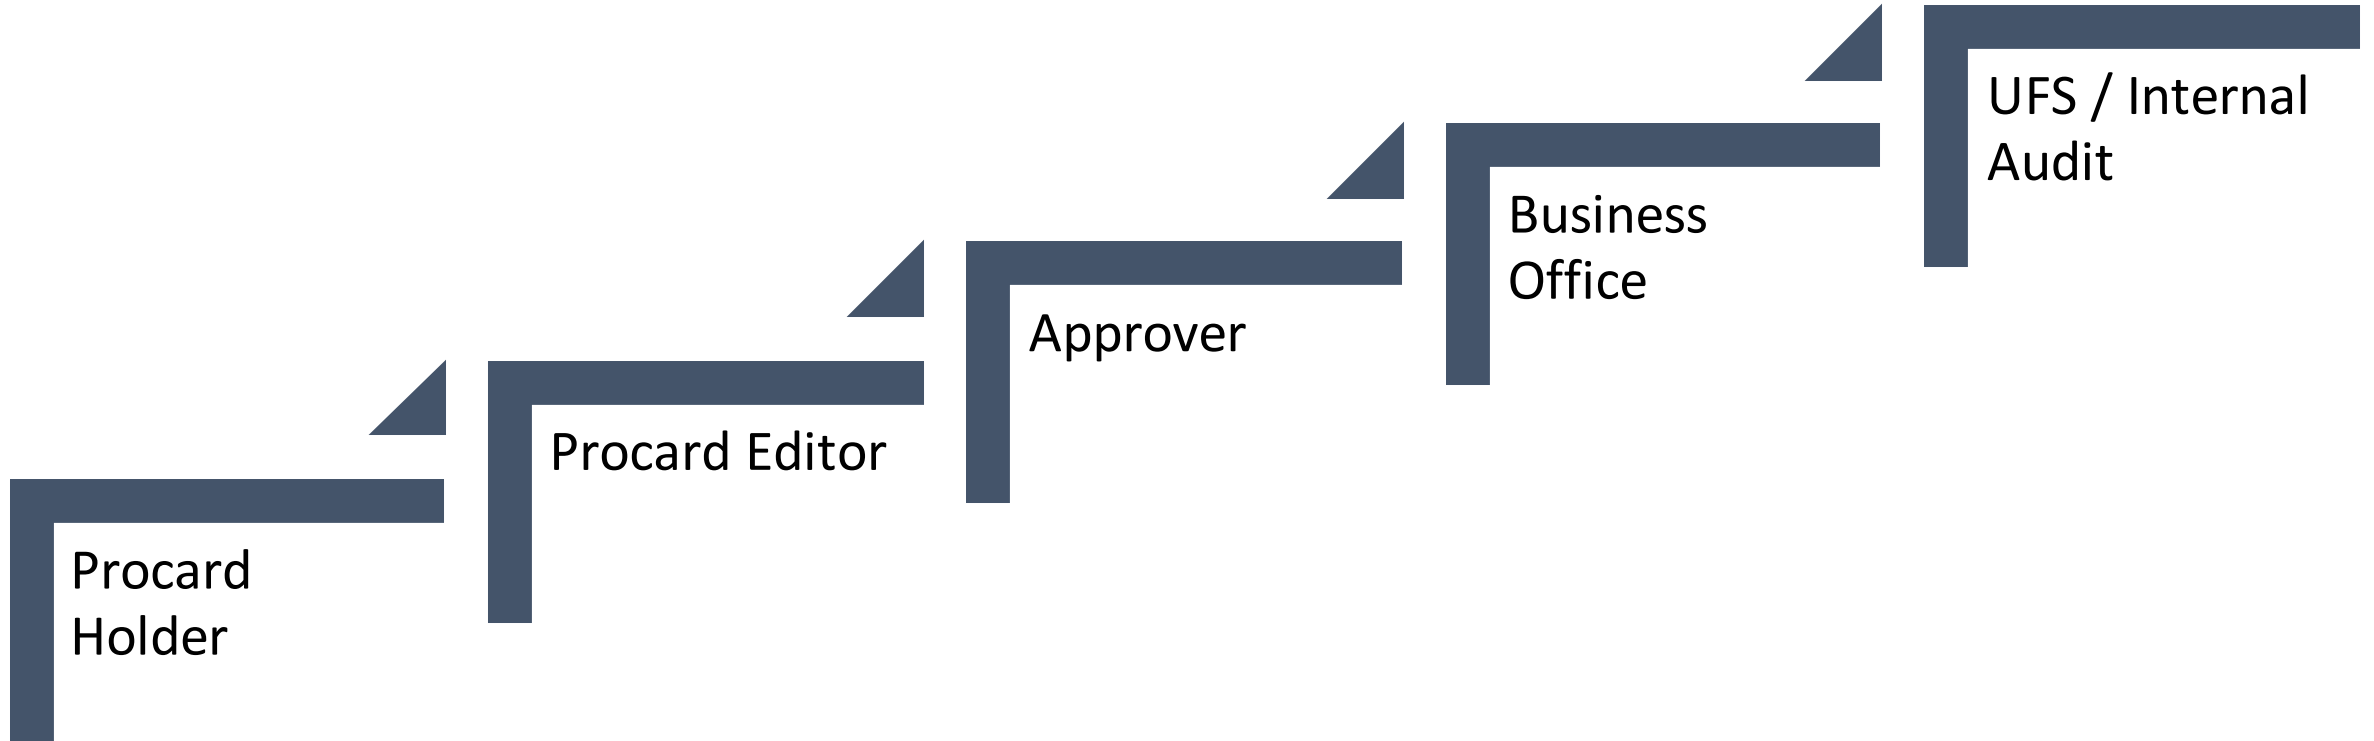 Procard
Holder
Procard Editor
Approver
Business
Office
UFS / Internal
Audit